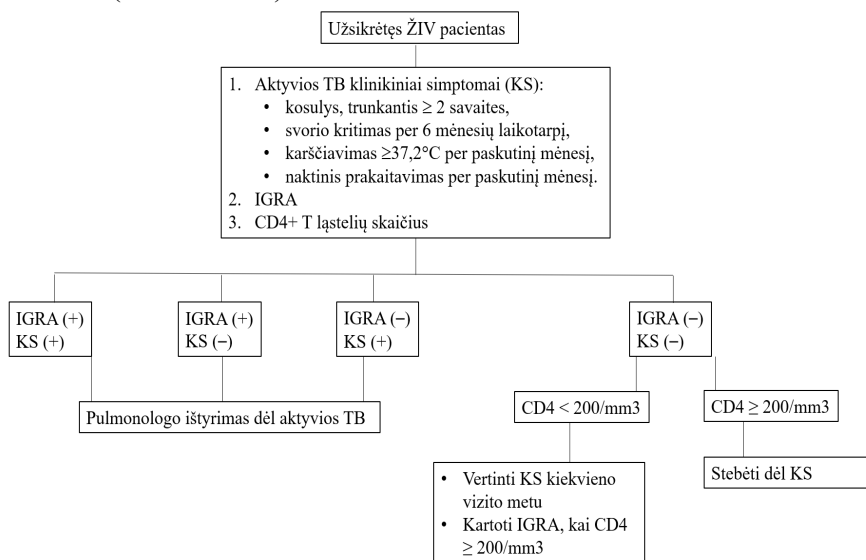 Užsikrėtęs ŽIV pacientas
1. Aktyvios TB klinikiniai simptomai (KS):
• kosulys, trunkantis ≥ 2 savaites,
• svorio kritimas per 6 mėnesių laikotarpį,
• karščiavimas ≥37,2°C per paskutinį mėnesį,
• naktinis prakaitavimas per paskutinį mėnesį.
2. IGRA
3. CD4+ T ląstelių skaičius
IGRA (+)
KS (+)
IGRA (+)
KS (−)
IGRA (−)
KS (+)
IGRA (−)
KS (−)
Pulmonologo ištyrimas dėl aktyvios TB
CD4 < 200/mm3
CD4 ≥ 200/mm3
• Vertinti KS kiekvieno
vizito metu
• Kartoti IGRA, kai CD4
≥ 200/mm3
Stebėti dėl KS